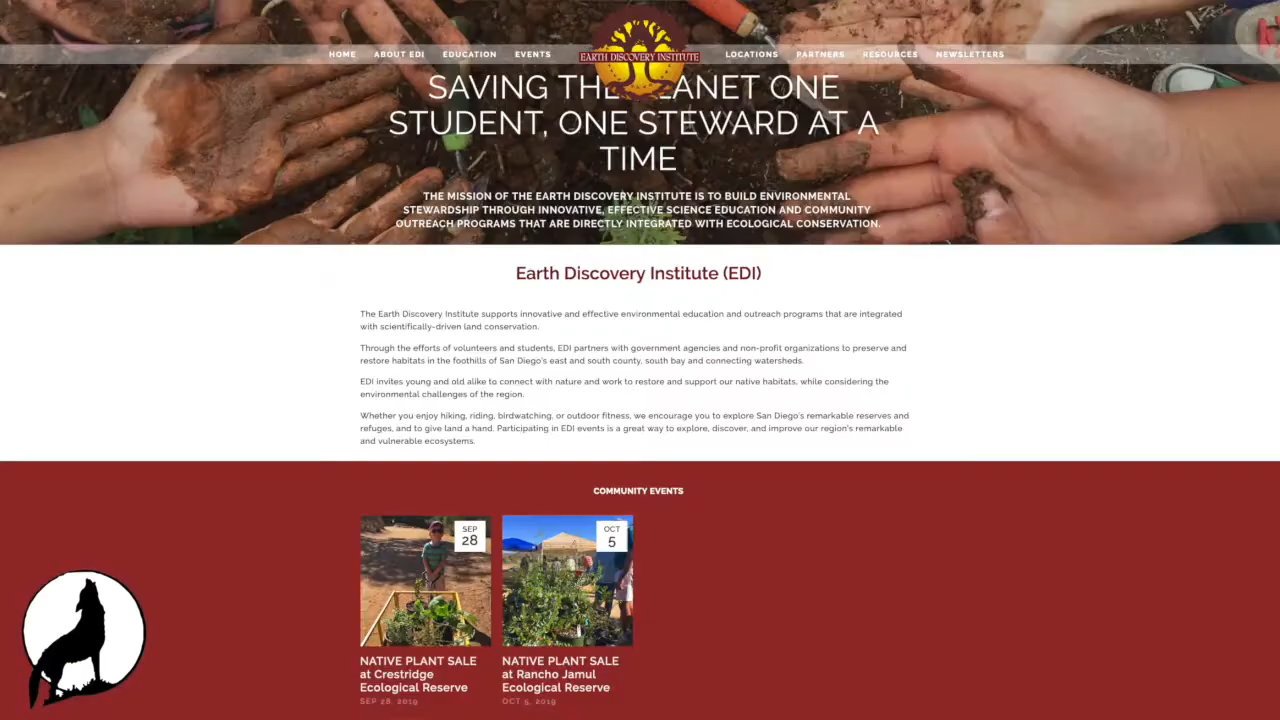 HOME ABOUT EDI EDUCATION EVENTS EARTH DISCOVERY INSTITUTE LOCATIONS PARTNERS RESOURCES NEWSLETTERS
SAVING THE PLANET ONE
STUDENT, ONE STEWARD AT A
TIME
THE MISSION OF THE EARTH DISCOVERY INSTITUTE IS TO BUILD ENVIRONMENTAL
STEWARDSHIP THROUGH INNOVATIVE, EFFECTIVE SCIENCE EDUCATION AND COMMUNITY
OUTREACH PROGRAMS THAT ARE DIRECTLY INTEGRATED WITH ECOLOGICAL CONSERVATION.
Earth Discovery Institute (EDI)
The Earth Discovery Institute supports innovative and effective environmental education and outreach programs that are integrated
with scientifically-driven land conservation.
Through the efforts of volunteers and students, EDI partners with government agencies and non-profit organizations to preserve and
restore habitats in the foothills of San Diego's east and south county, south bay and connecting watersheds.
EDI invites young and old alike to connect with nature and work to restore and support our native habitats, while considering the
environmental challenges of the region.
Whether you enjoy hiking, riding, birdwatching, or outdoor fitness, we encourage you to explore San Diego's remarkable reserves and
refuges, and to give land a hand. Participating in EDI events is a great way to explore, discover, and improve our region's remarkable
and vulnerable ecosystems.
COMMUNITY EVENTS
SEP
28
NATIVE PLANT SALE
at Crestridge
Ecological Reserve
SEP 28, 2019
OCT
5
NATIVE PLANT SALE
at Rancho Jamul
Ecological Reserve
OCT 5, 2019